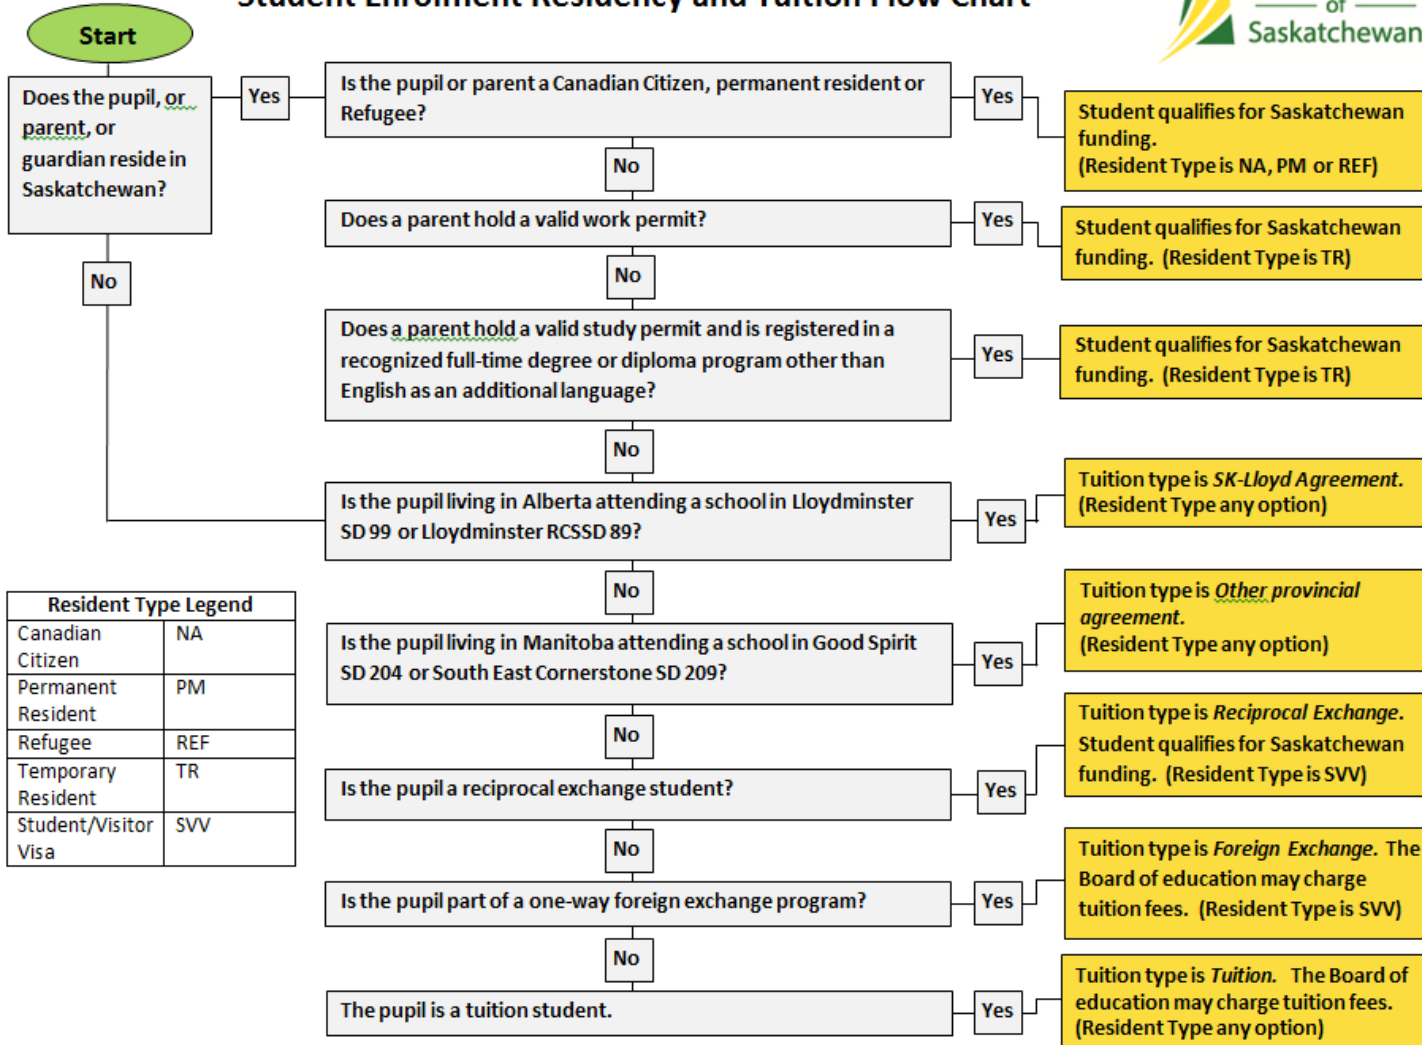 Student Enrolment Residency and Tuition Flow Chart
of
Saskatchewan
Start
Does the pupil, or
parent, or
guardian reside in
Saskatchewan?
Yes
Is the pupil or parent a Canadian Citizen, permanent resident or
Refugee?
Yes
Student qualifies for Saskatchewan
funding.
(Resident Type is NA, PM or REF)
No
Does a parent hold a valid work permit?
Yes
Student qualifies for Saskatchewan
funding. (Resident Type is TR)
No
No
Does a parent hold a valid study permit and is registered in a
recognized full-time degree or diploma program other than
English as an additional language?
Yes
Student qualifies for Saskatchewan
funding. (Resident Type is TR)
No
Is the pupil living in Alberta attending a school in Lloydminster
SD 99 or Lloydminster RCSSD 89?
Yes
Tuition type is SK-Lloyd Agreement.
(Resident Type any option)
No
Is the pupil living in Manitoba attending a school in Good Spirit
SD 204 or South East Cornerstone SD 209?
Yes
Tuition type is Other provincial
agreement.
(Resident Type any option)
No
Is the pupil a reciprocal exchange student?
Yes
Tuition type is Reciprocal Exchange.
Student qualifies for Saskatchewan
funding. (Resident Type is SVV)
No
Is the pupil part of a one-way foreign exchange program?
Yes
Tuition type is Foreign Exchange. The
Board of education may charge
tuition fees. (Resident Type is SVV)
No
The pupil is a tuition student.
Yes
Tuition type is Tuition. The Board of
education may charge tuition fees.
(Resident Type any option)
Resident Type Legend
Canadian
Citizen
NA
Permanent
Resident
PM
Refugee
REF
Temporary
Resident
TR
Student/Visitor
Visa
SVV